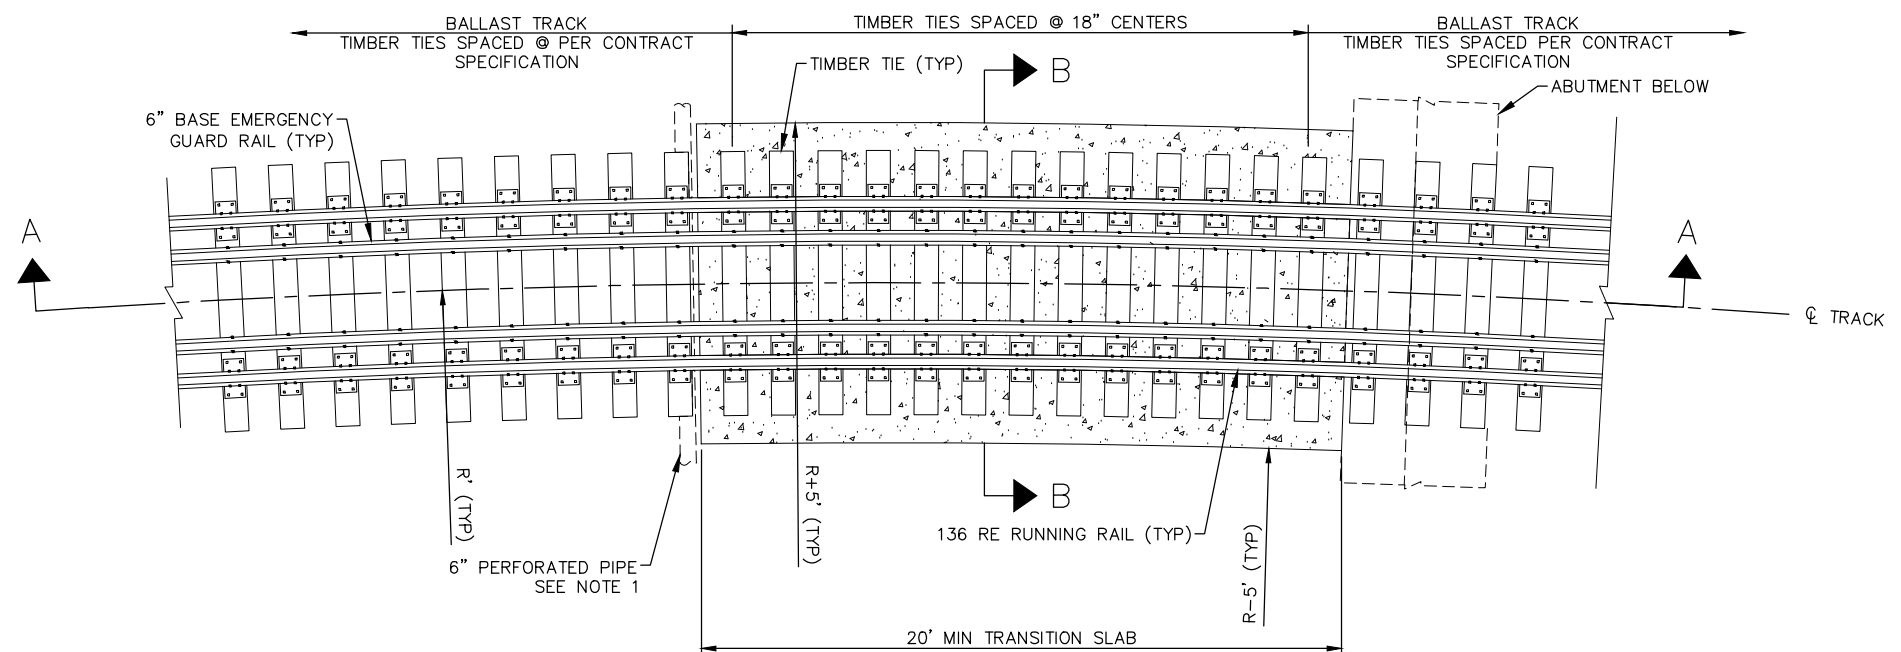 BALLAST TRACK
TIMBER TIES SPACED @ PER CONTRACT
SPECIFICATION
TIMBER TIES SPACED @ 18" CENTERS
BALLAST TRACK
TIMBER TIES SPACED PER CONTRACT
SPECIFICATION
TIMBER TIE (TYP)
B
ABUTMENT BELOW
6" BASE EMERGENCY
GUARD RAIL (TYP)
A
A
℄ TRACK
R' (TYP)
R+5' (TYP)
B
136 RE RUNNING RAIL (TYP)
R-5' (TYP)
6" PERFORATED PIPE
SEE NOTE 1
20' MIN TRANSITION SLAB